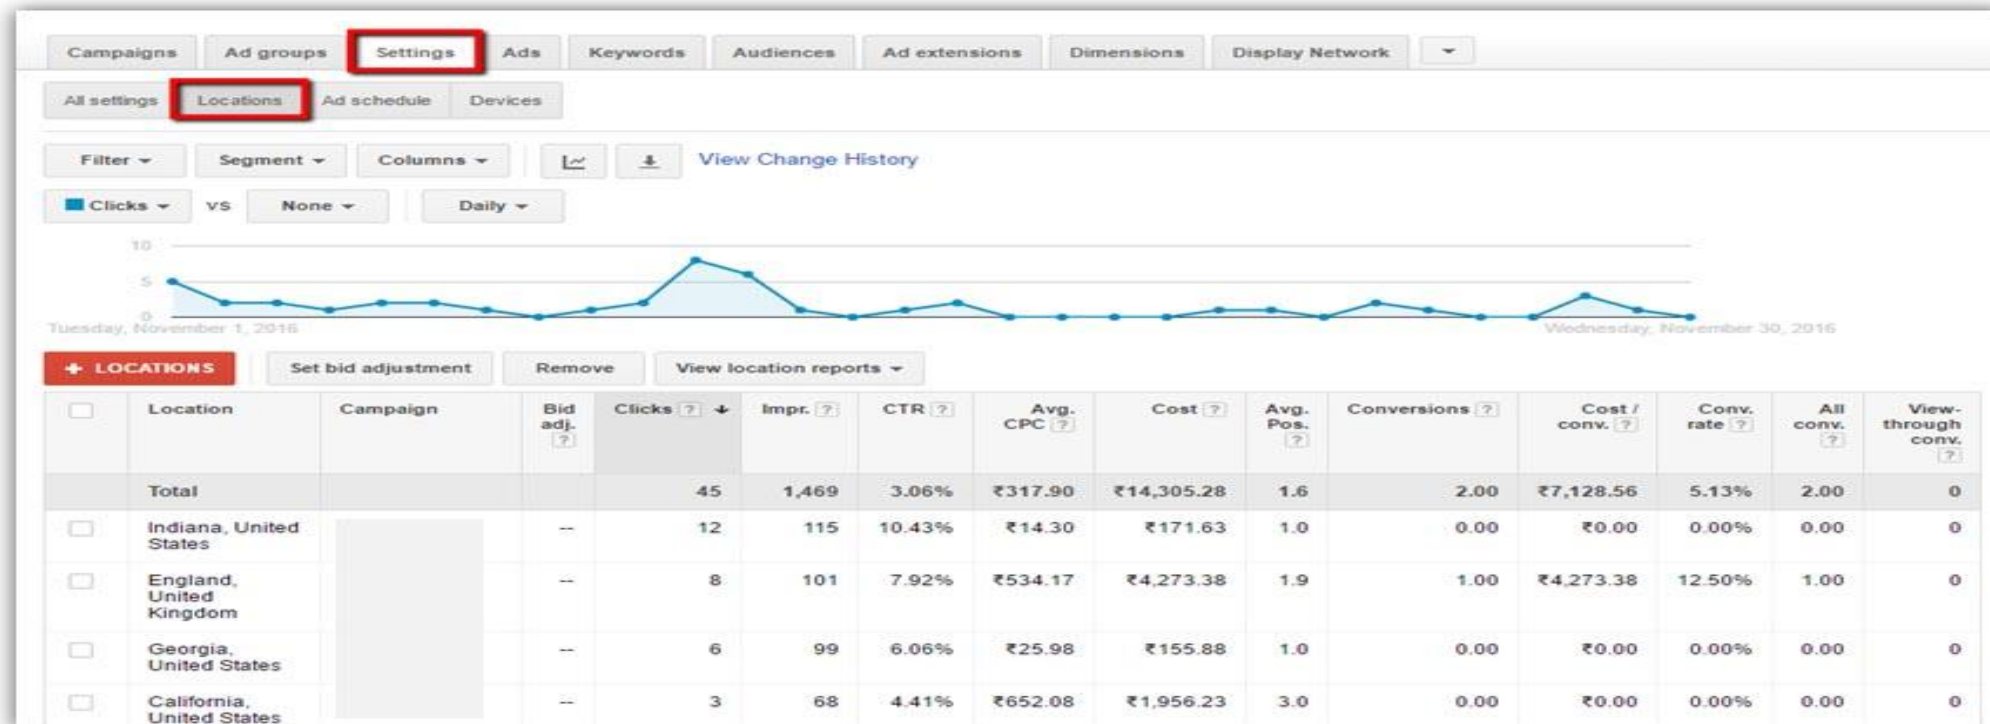 Campaigns Ad groups Settings Ads Keywords Audiences Ad extensions Dimensions Display Network
All settings Locations Ad schedule Devices
Filter Segment Columns View Change History
Clicks VS None Daily
10
5
0
Tuesday, November 1, 2016 Wednesday, November 30, 2016
+ LOCATIONS Set bid adjustment Remove View location reports
Location Campaign Bid Clicks ? Impr. ? CTR ? Avg. Cost ? Avg. Conversions ? Cost / Conv. All View-
adj. CPC ? Pos. conv. ? rate ? conv. through
? ? ? conv.
?
Total 45 1,469 3.06% ₹317.90 ₹14,305.28 1.6 2.00 ₹7,128.56 5.13% 2.00 0
Indiana, United -- 12 115 10.43% ₹14.30 ₹171.63 1.0 0.00 ₹0.00 0.00% 0.00 0
States
England, -- 8 101 7.92% ₹534.17 ₹4,273.38 1.9 1.00 ₹4,273.38 12.50% 1.00 0
United
Kingdom
Georgia, -- 6 99 6.06% ₹25.98 ₹155.88 1.0 0.00 ₹0.00 0.00% 0.00 0
United States
California, -- 3 68 4.41% ₹652.08 ₹1,956.23 3.0 0.00 ₹0.00 0.00% 0.00 0
United States